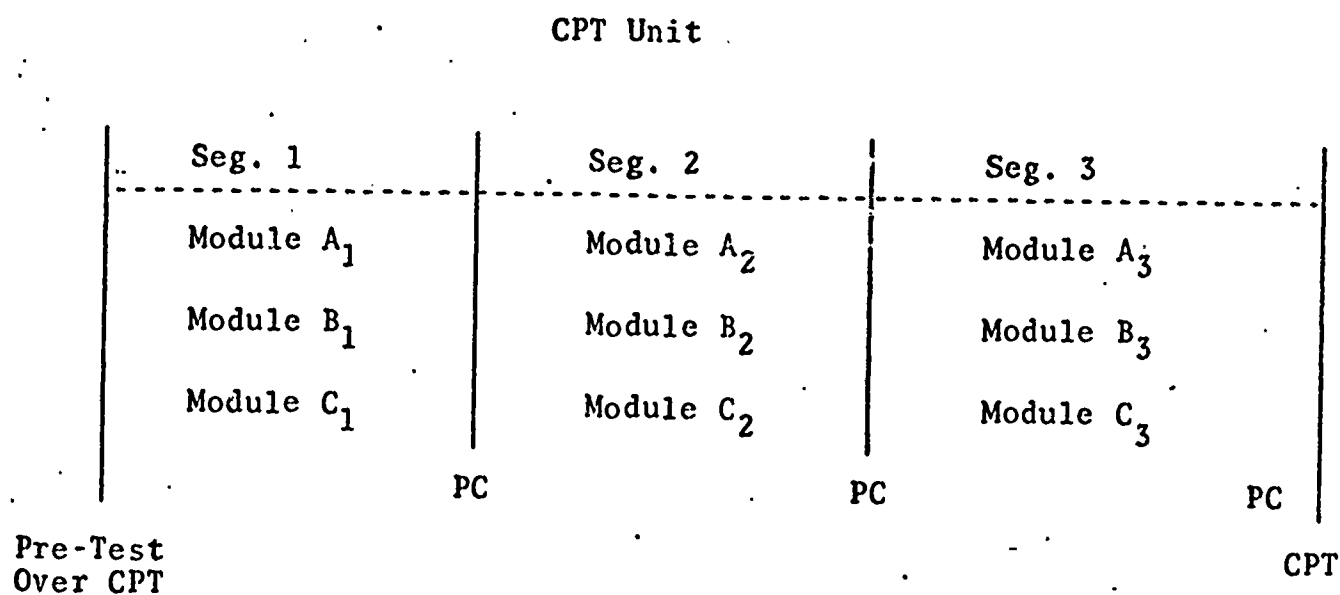 CPT Unit
Seg. 1 Seg. 2 Seg. 3
Module A1 Module A2 Module A3
Module B1 Module B2 Module B3
Module C1 Module C2 Module C3
PC PC PC
Pre-Test
Over CPT
CPT